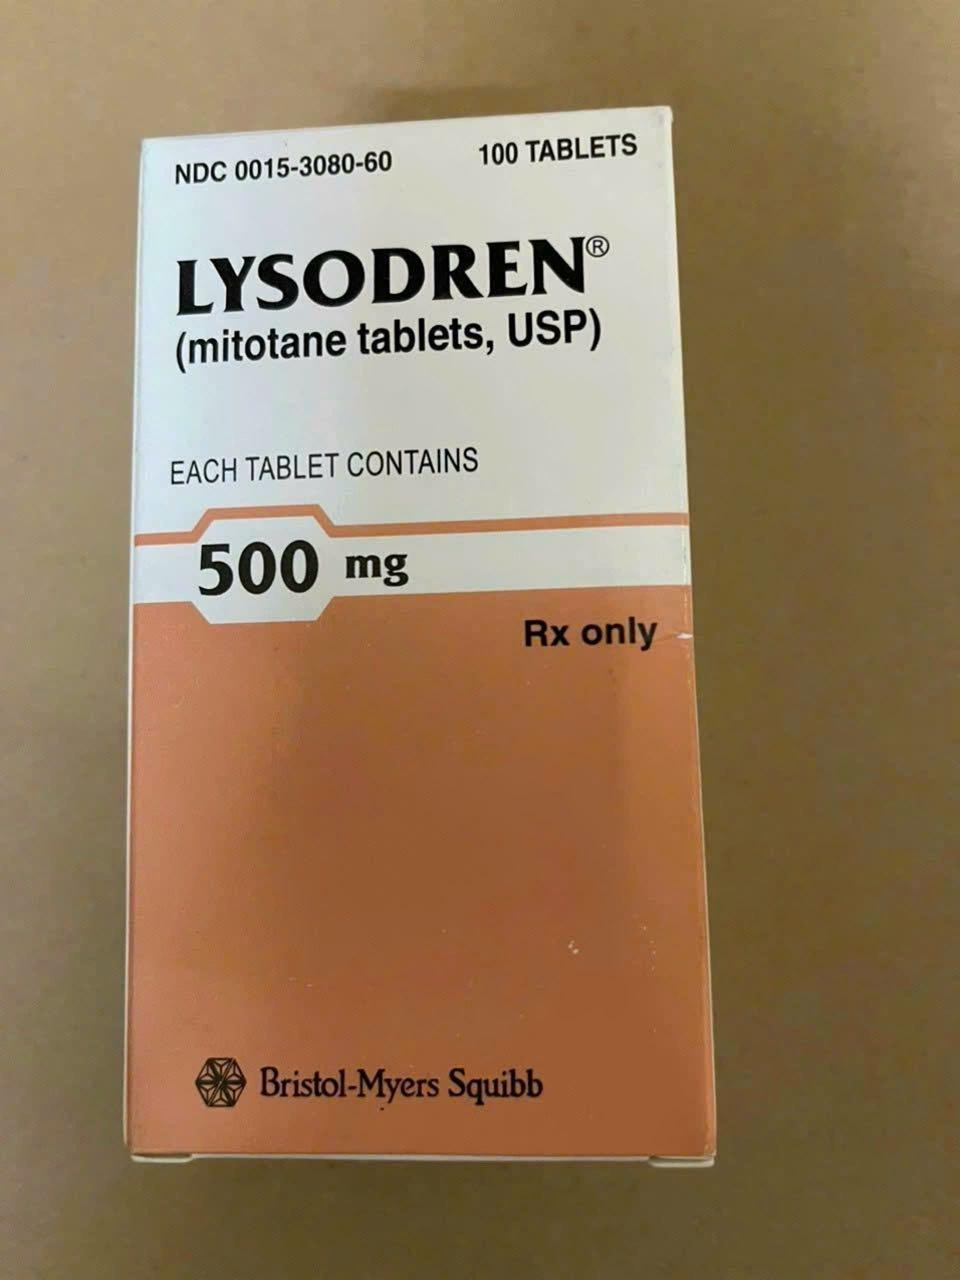 NDC 0015-3080-60 100 TABLETS
LYSODREN®
(mitotane tablets, USP)
EACH TABLET CONTAINS
500 mg
Rx only
Bristol-Myers Squibb